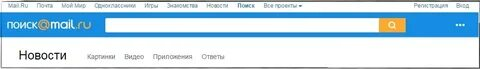 Mail.Ru Почта Мой Мир Одноклассники Игры Знакомства Новости Поиск Все проекты Регистрация Вход
поиск@mail.ru
Новости Картинки Видео Приложения Ответы